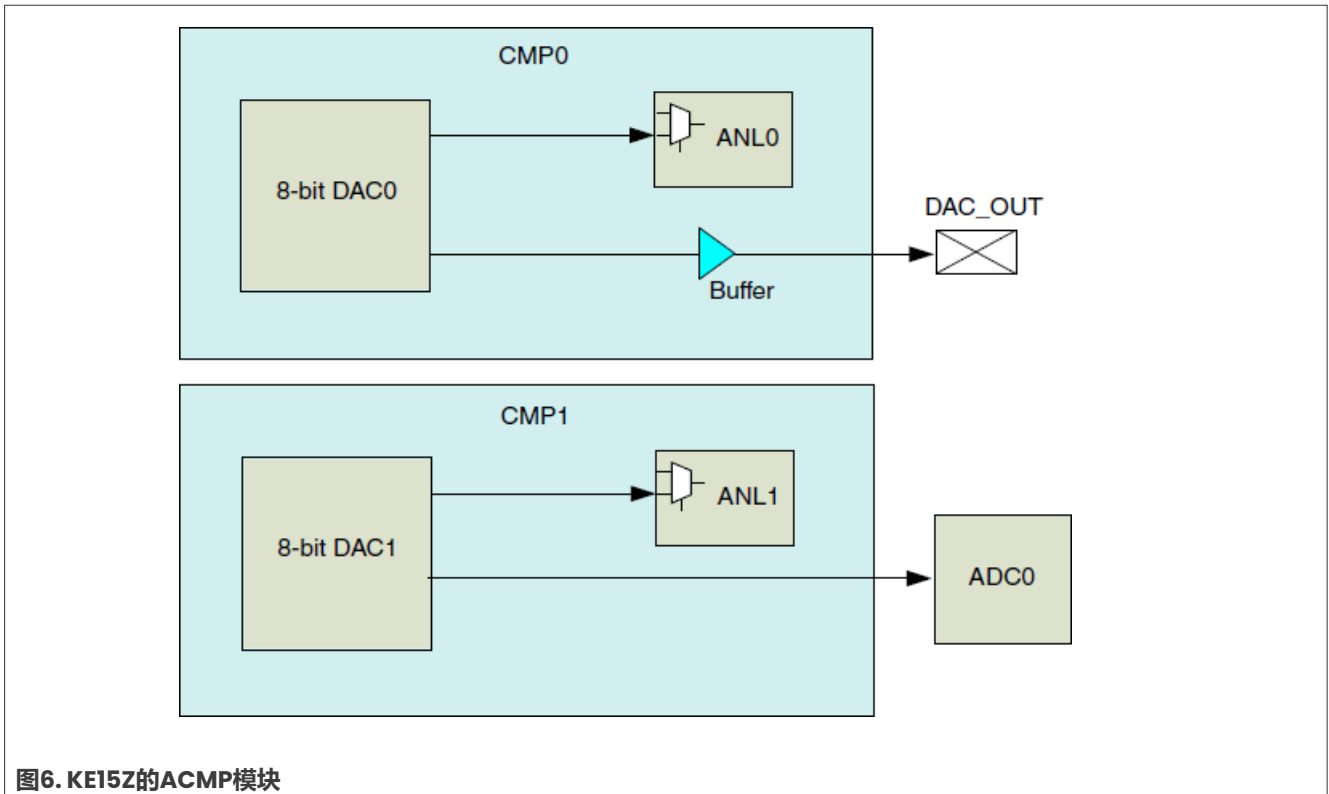 CMP0
8-bit DAC0
ANL0
DAC_OUT
Buffer
CMP1
8-bit DAC1
ANL1
ADC0
图6. KE15Z的ACMP模块